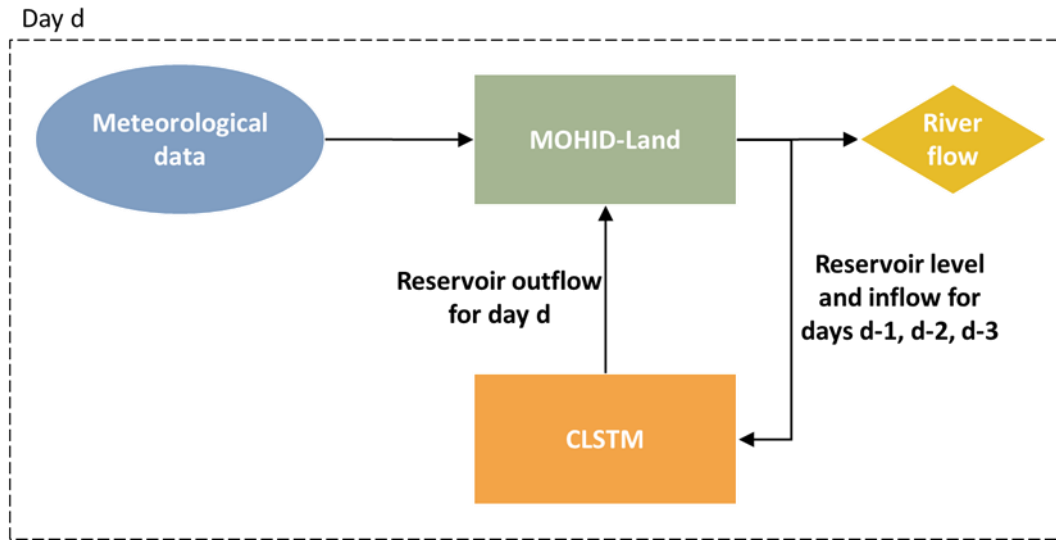 Day d
Meteorological
data
MOHID-Land
River
flow
Reservoir outflow
for day d
Reservoir level
and inflow for
days d-1, d-2, d-3
CLSTM